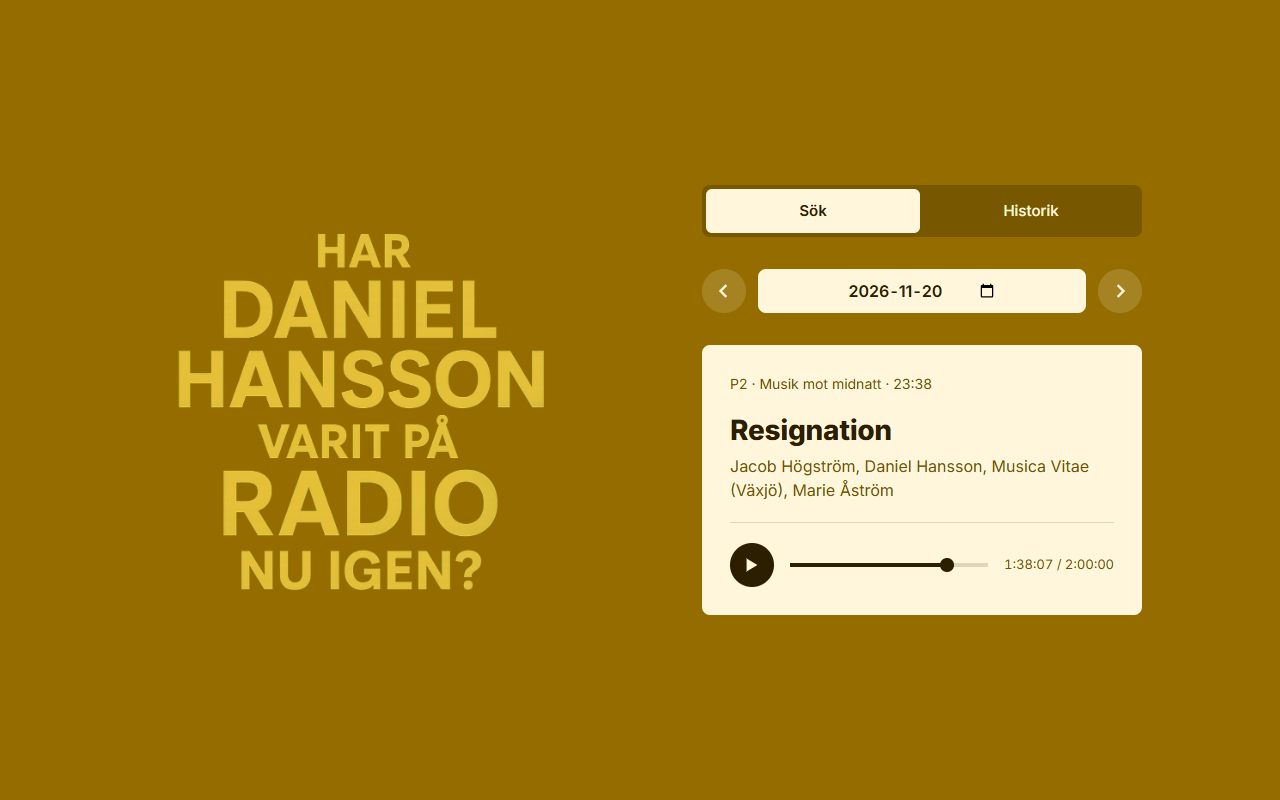 HAR
DANIEL
HANSSON
VARIT PÅ
RADIO
NU IGEN?
Sök
Historik
2026-11-20
P2 · Musik mot midnatt · 23:38
Resignation
Jacob Högström, Daniel Hansson, Musica Vitae
(Växjö), Marie Åström
1:38:07 / 2:00:00